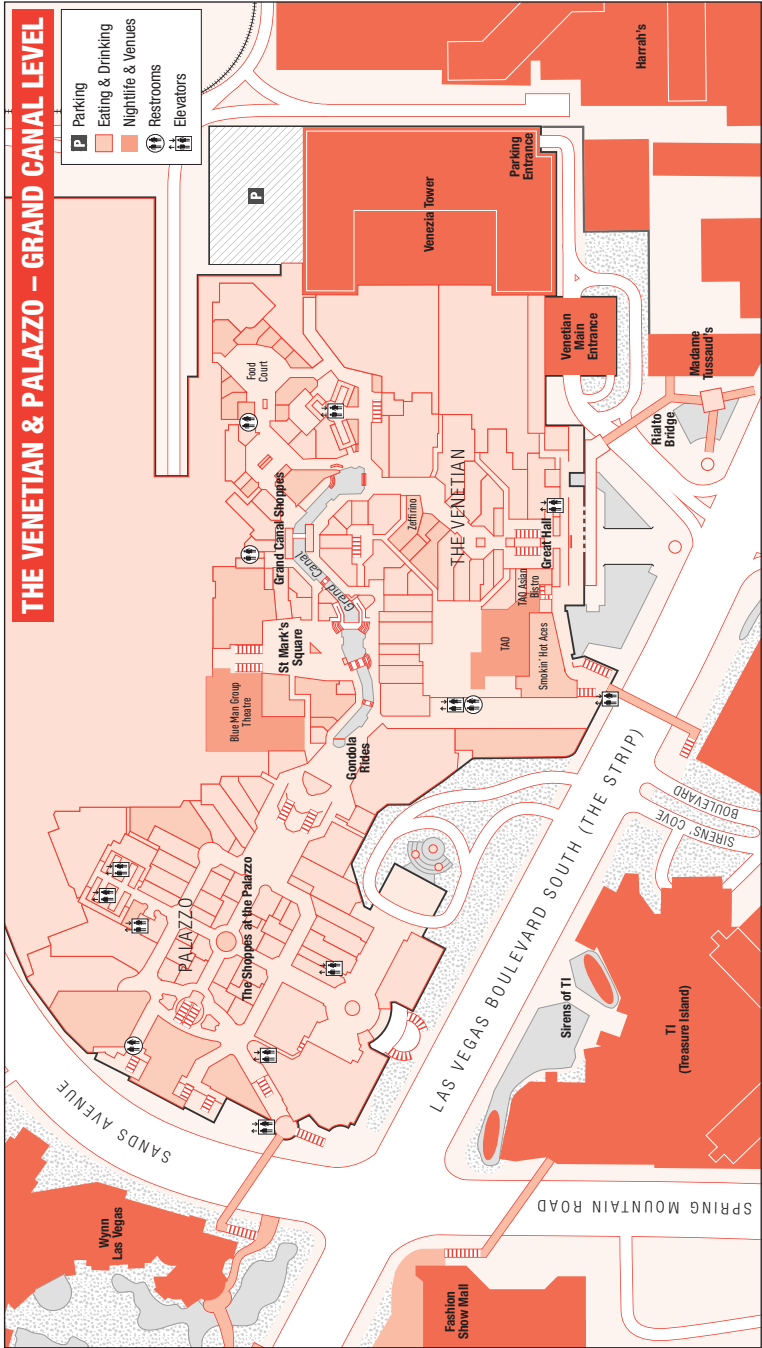 THE VENETIAN & PALAZZO – GRAND CANAL LEVEL
P Parking
Eating & Drinking
Nightlife & Venues
Restrooms
Elevators
SANDS AVENUE
Wynn
Las Vegas
PALAZZO
The Shoppes at the Palazzo
Blue Man Group
Theatre
St Mark's
Square
Gondola
Rides
Grand Canal
Grand Canal Shoppes
Food
Court
P
Venezia Tower
Parking
Entrance
Harrah's
Zeffirino
THE VENETIAN
Great Hall
TAO Asian
Bistro
TAO
Smokin' Hot Aces
Venetian
Main
Entrance
Madame
Tussaud's
Rialto
Bridge
LAS VEGAS BOULEVARD SOUTH (THE STRIP)
SIRENS' COVE
BOULEVARD
Sirens of TI
TI
(Treasure Island)
SPRING MOUNTAIN ROAD
Fashion
Show Mall